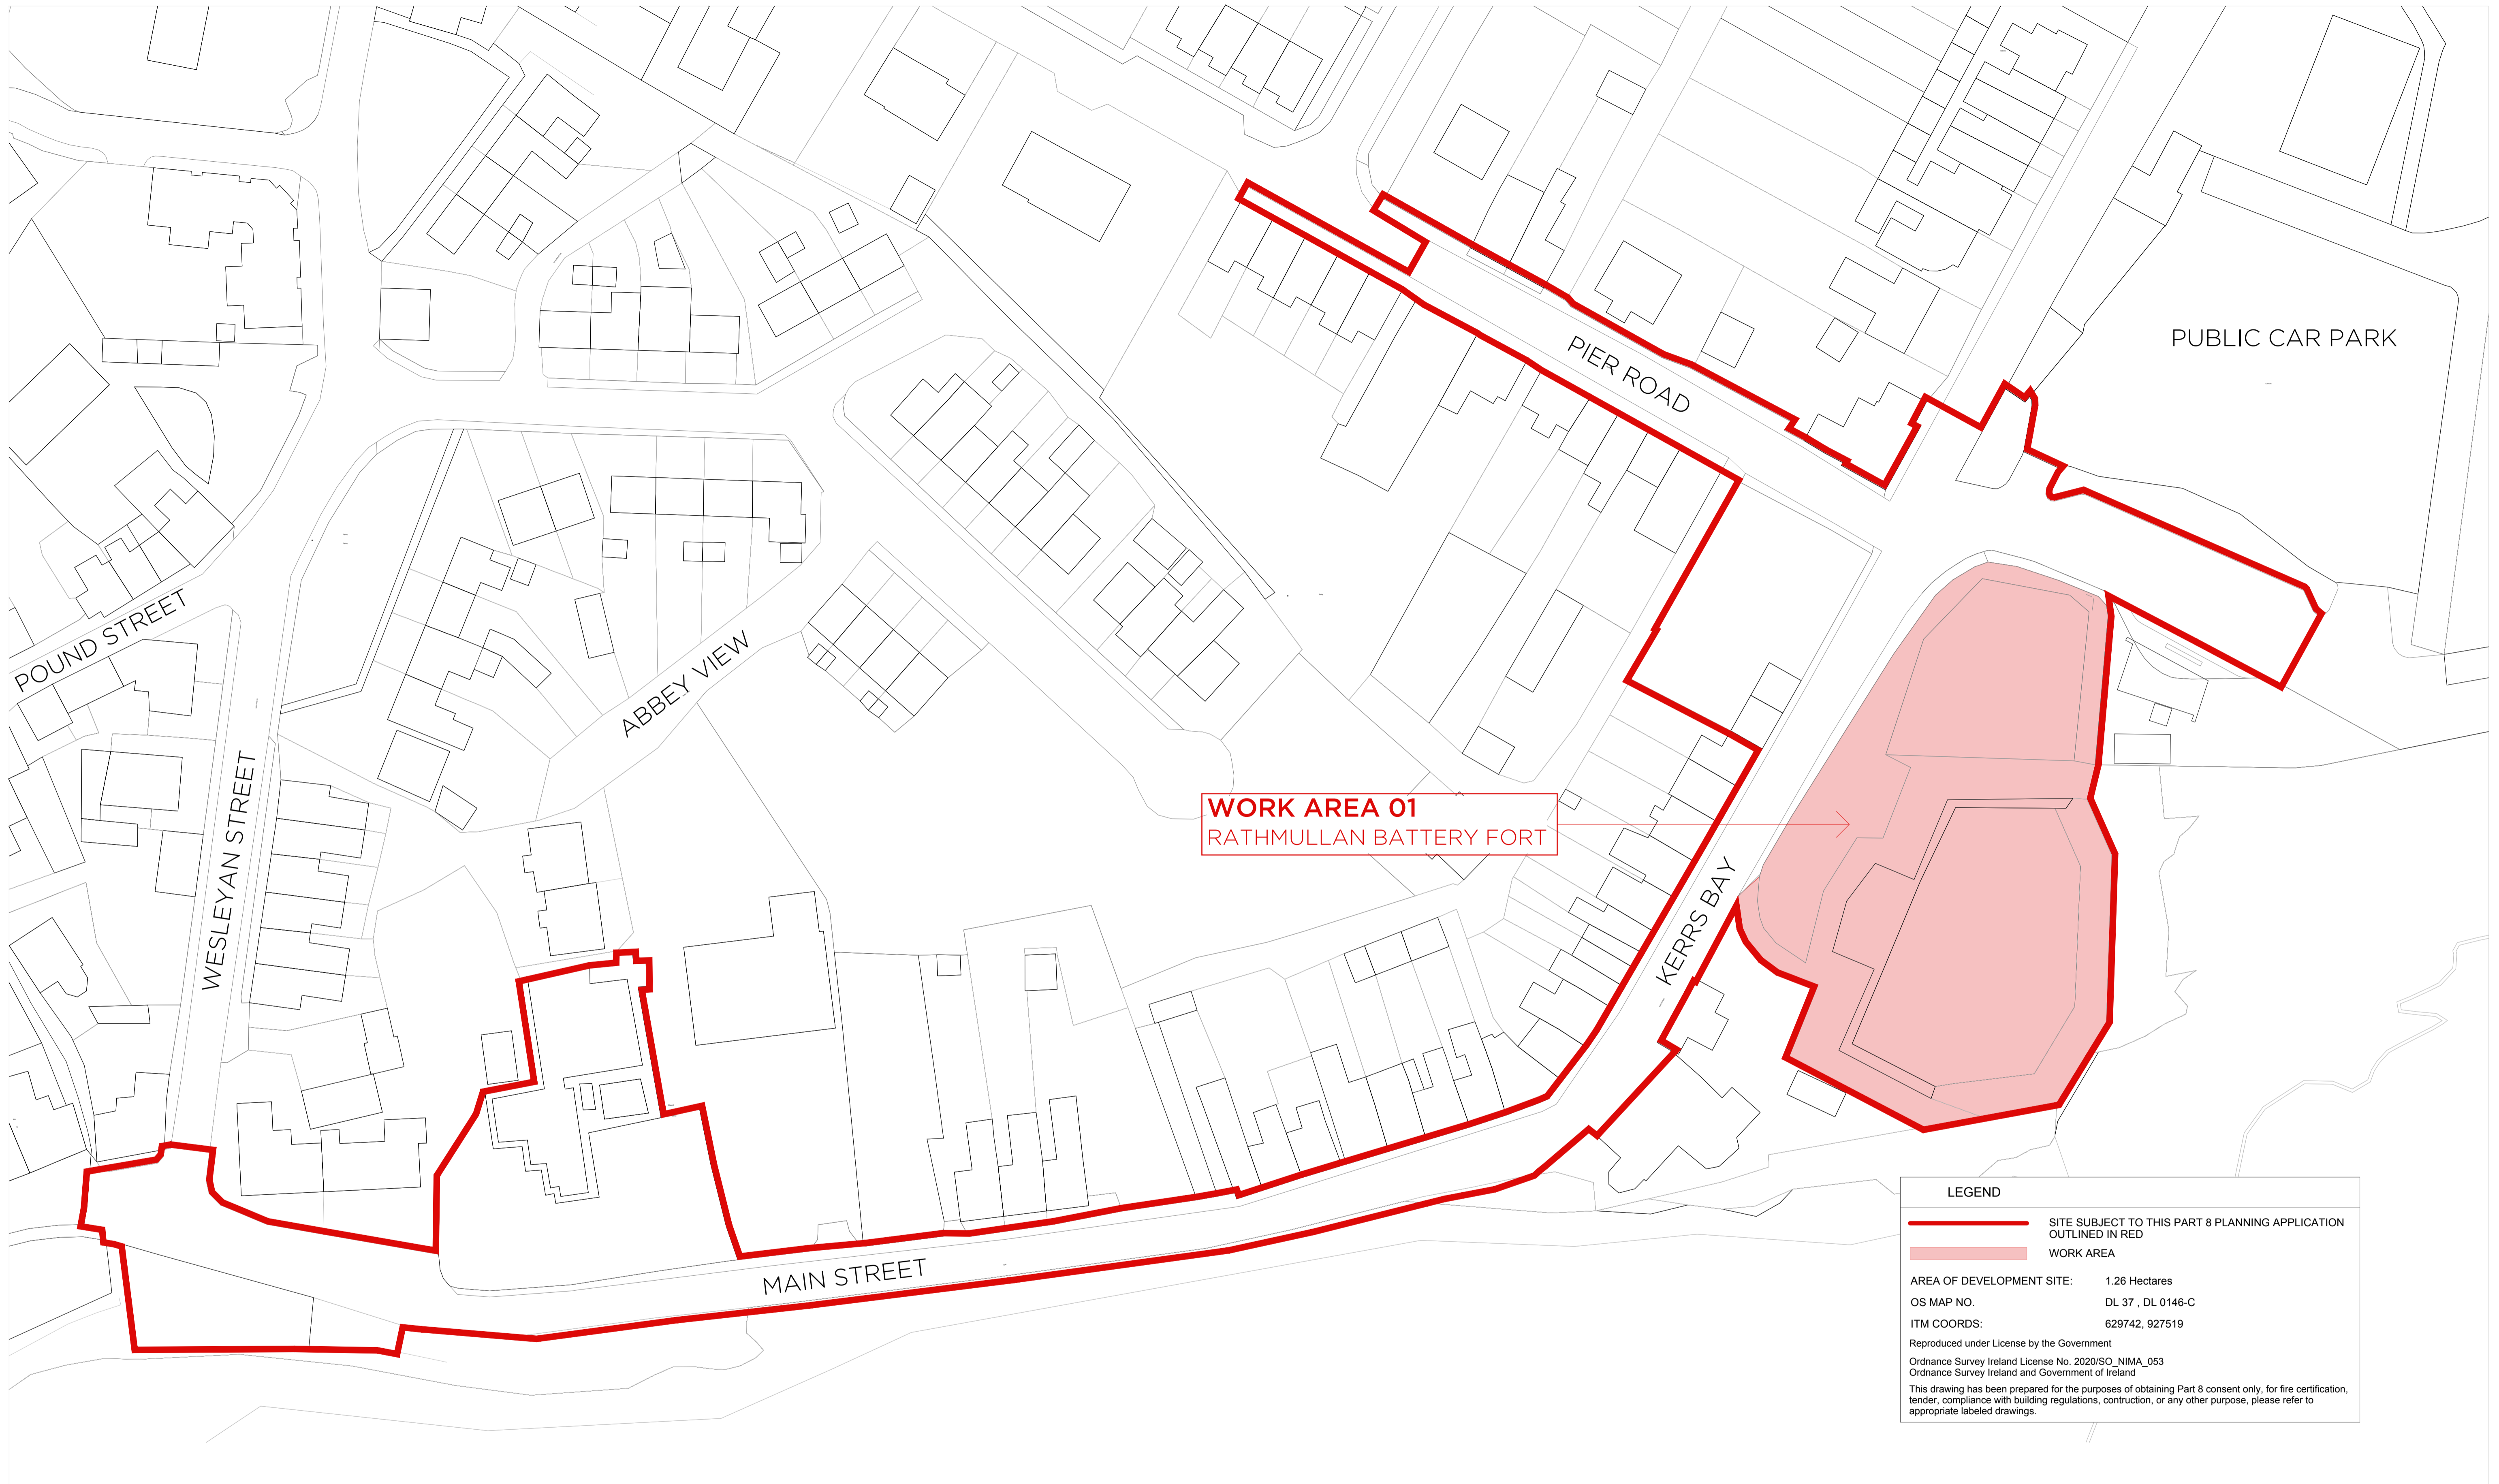 PUBLIC CAR PARK
PIER ROAD
POUND STREET
ABBEY VIEW
WESLEYAN STREET
WORK AREA 01
RATHMULLAN BATTERY FORT
KERRS BAY
MAIN STREET
LEGEND
SITE SUBJECT TO THIS PART 8 PLANNING APPLICATION
OUTLINED IN RED
WORK AREA
AREA OF DEVELOPMENT SITE: 1.26 Hectares
OS MAP NO. DL 37 , DL 0146-C
ITM COORDS: 629742, 927519
Reproduced under License by the Government
Ordnance Survey Ireland License No. 2020/SO_NIMA_053
Ordnance Survey Ireland and Government of Ireland
This drawing has been prepared for the purposes of obtaining Part 8 consent only, for fire certification,
tender, compliance with building regulations, contruction, or any other purpose, please refer to
appropriate labeled drawings.